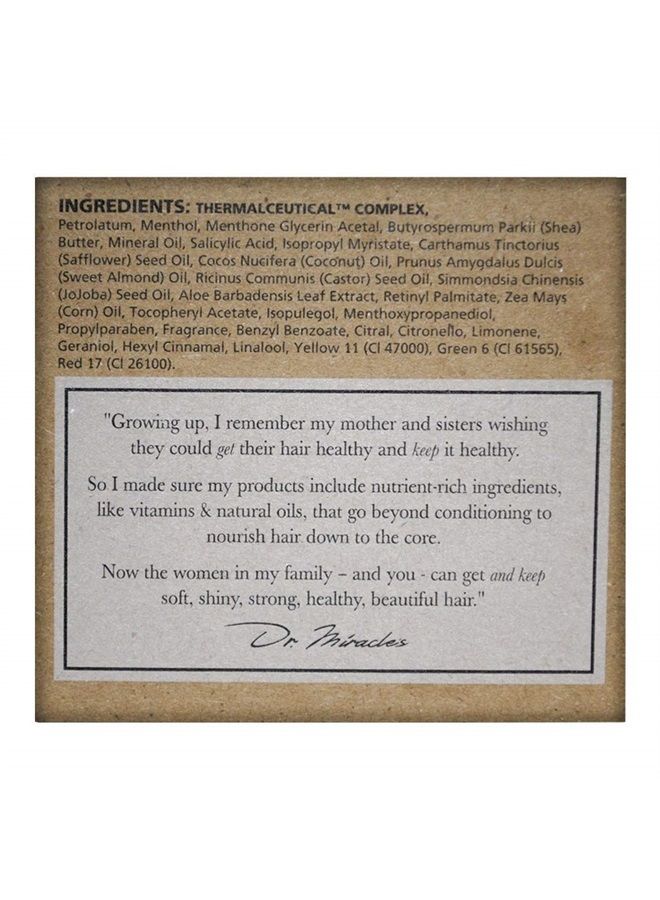 INGREDIENTS: THERMALCEUTICAL™ COMPLEX,
Petrolatum, Menthol, Menthone Glycerin Acetal, Butyrospermum Parkii (Shea)
Butter, Mineral Oil, Salicylic Acid, Isopropyl Myristate, Carthamus Tinctorius
(Safflower) Seed Oil, Cocos Nucifera (Coconut) Oil, Prunus Amygdalus Dulcis
(Sweet Almond) Oil, Ricinus Communis (Castor) Seed Oil, Simmondsia Chinensis
(JoJoba) Seed Oil, Aloe Barbadensis Leaf Extract, Retinyl Palmitate, Zea Mays
(Corn) Oil, Tocopheryl Acetate, Isopulegol, Menthoxypropanediol,
Propylparaben, Fragrance, Benzyl Benzoate, Citral, Citronello, Limonene,
Geraniol, Hexyl Cinnamal, Linalool, Yellow 11 (CI 47000), Green 6 (CI 61565),
Red 17 (CI 26100).
"Growing up, I remember my mother and sisters wishing
they could get their hair healthy and keep it healthy.
So I made sure my products include nutrient-rich ingredients,
like vitamins & natural oils, that go beyond conditioning to
nourish hair down to the core.
Now the women in my family – and you - can get and keep
soft, shiny, strong, healthy, beautiful hair."
Dr. Miracles